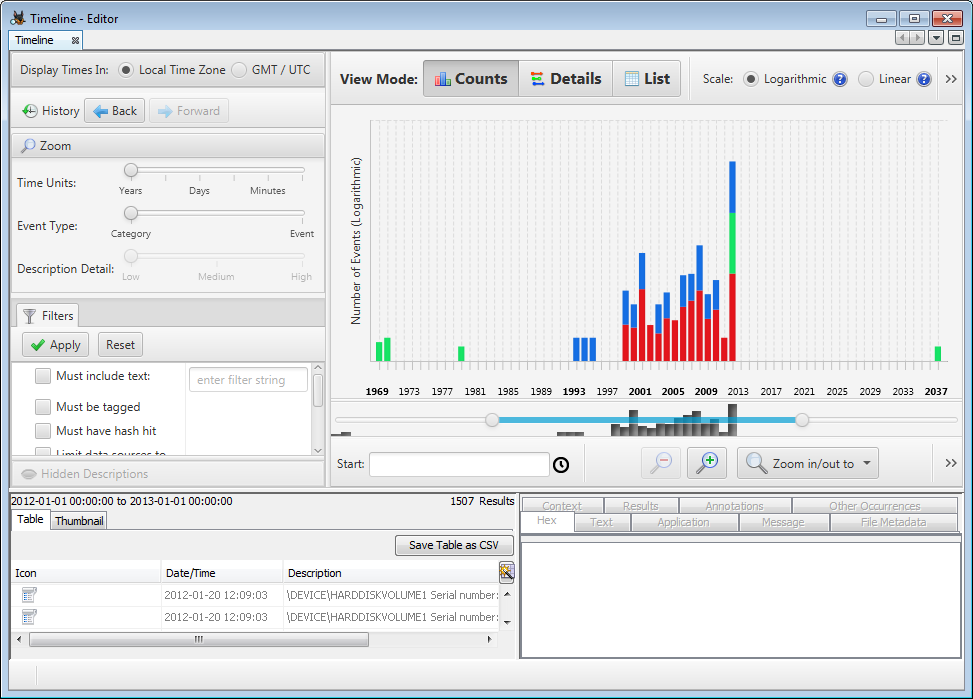 Timeline - Editor
Timeline
Display Times In: Local Time Zone GMT / UTC
History Back Forward
Zoom
Time Units:
Years Days Minutes
Event Type:
Category Event
Description Detail:
Low Medium High
Filters
Apply Reset
Must include text: enter filter string
Must be tagged
Must have hash hit
Limit data sources to
Hidden Descriptions
View Mode: Counts Details List Scale: Logarithmic ? Linear ? >>
Number of Events (Logarithmic)
1969 1973 1977 1981 1985 1989 1993 1997 2001 2005 2009 2013 2017 2021 2025 2029 2033 2037
Start: Zoom in/out to >>
2012-01-01 00:00:00 to 2013-01-01 00:00:00 1507 Results
Table Thumbnail
Save Table as CSV
Icon Date/Time Description
2012-01-20 12:09:03 \DEVICE\HARDDISKVOLUME1 Serial number:
2012-01-20 12:09:03 \DEVICE\HARDDISKVOLUME1 Serial number:
Context Results Annotations Other Occurrences
Hex Text Application Message File Metadata